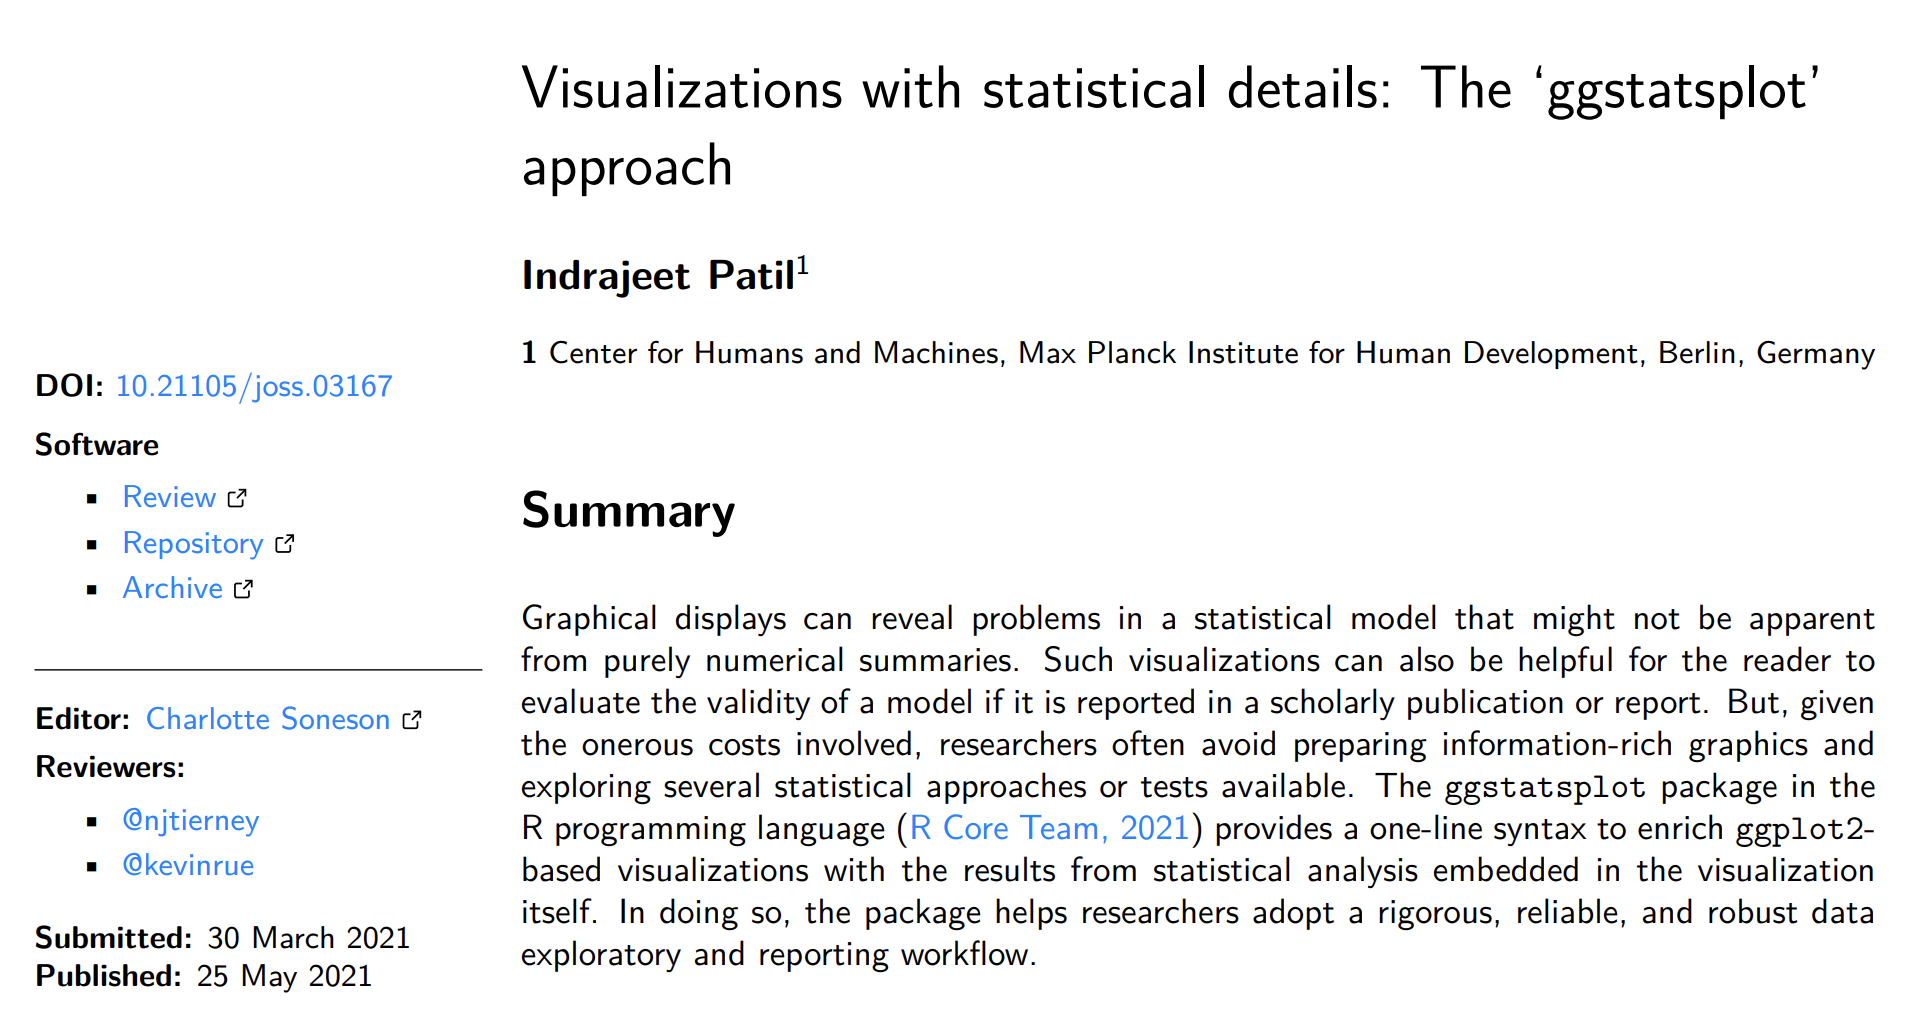 Visualizations with statistical details: The ‘ggstatsplot’
approach
Indrajeet Patil1
1 Center for Humans and Machines, Max Planck Institute for Human Development, Berlin, Germany
DOI: 10.21105/joss.03167
Software
▪ Review
▪ Repository
▪ Archive
Editor: Charlotte Soneson
Reviewers:
▪ @njtierney
▪ @kevinrue
Submitted: 30 March 2021
Published: 25 May 2021
Summary
Graphical displays can reveal problems in a statistical model that might not be apparent
from purely numerical summaries. Such visualizations can also be helpful for the reader to
evaluate the validity of a model if it is reported in a scholarly publication or report. But, given
the onerous costs involved, researchers often avoid preparing information-rich graphics and
exploring several statistical approaches or tests available. The ggstatsplot package in the
R programming language (R Core Team, 2021) provides a one-line syntax to enrich ggplot2-
based visualizations with the results from statistical analysis embedded in the visualization
itself. In doing so, the package helps researchers adopt a rigorous, reliable, and robust data
exploratory and reporting workflow.